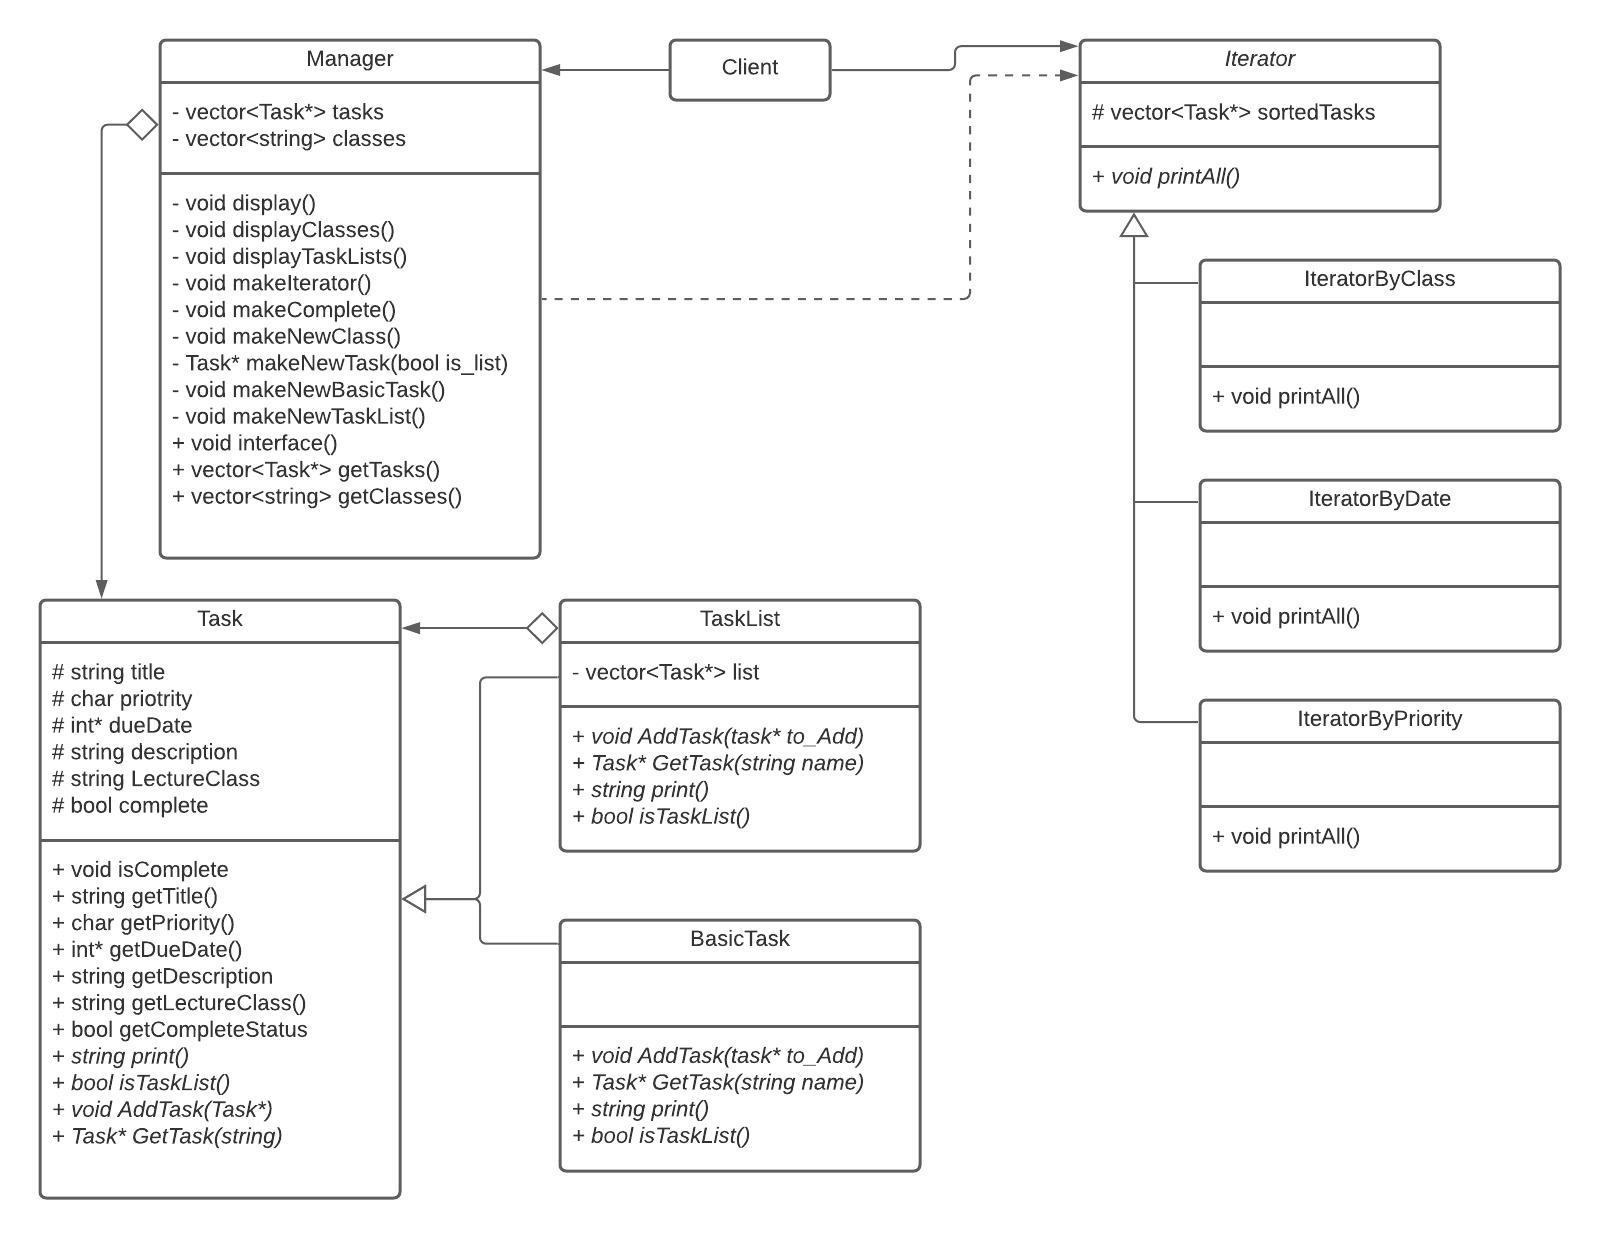 Manager
- vector<Task*> tasks
- vector<string> classes
- void display()
- void displayClasses()
- void displayTaskLists()
- void makeIterator()
- void makeComplete()
- void makeNewClass()
- Task* makeNewTask(bool is_list)
- void makeNewBasicTask()
- void makeNewTaskList()
+ void interface()
+ vector<Task*> getTasks()
+ vector<string> getClasses()
Client
Iterator
# vector<Task*> sortedTasks
+ void printAll()
IteratorByClass
+ void printAll()
IteratorByDate
+ void printAll()
IteratorByPriority
+ void printAll()
Task
# string title
# char priotrity
# int* dueDate
# string description
# string LectureClass
# bool complete
+ void isComplete
+ string getTitle()
+ char getPriority()
+ int* getDueDate()
+ string getDescription
+ string getLectureClass()
+ bool getCompleteStatus
+ string print()
+ bool isTaskList()
+ void AddTask(Task*)
+ Task* GetTask(string)
TaskList
- vector<Task*> list
+ void AddTask(task* to_Add)
+ Task* GetTask(string name)
+ string print()
+ bool isTaskList()
BasicTask
+ void AddTask(task* to_Add)
+ Task* GetTask(string name)
+ string print()
+ bool isTaskList()